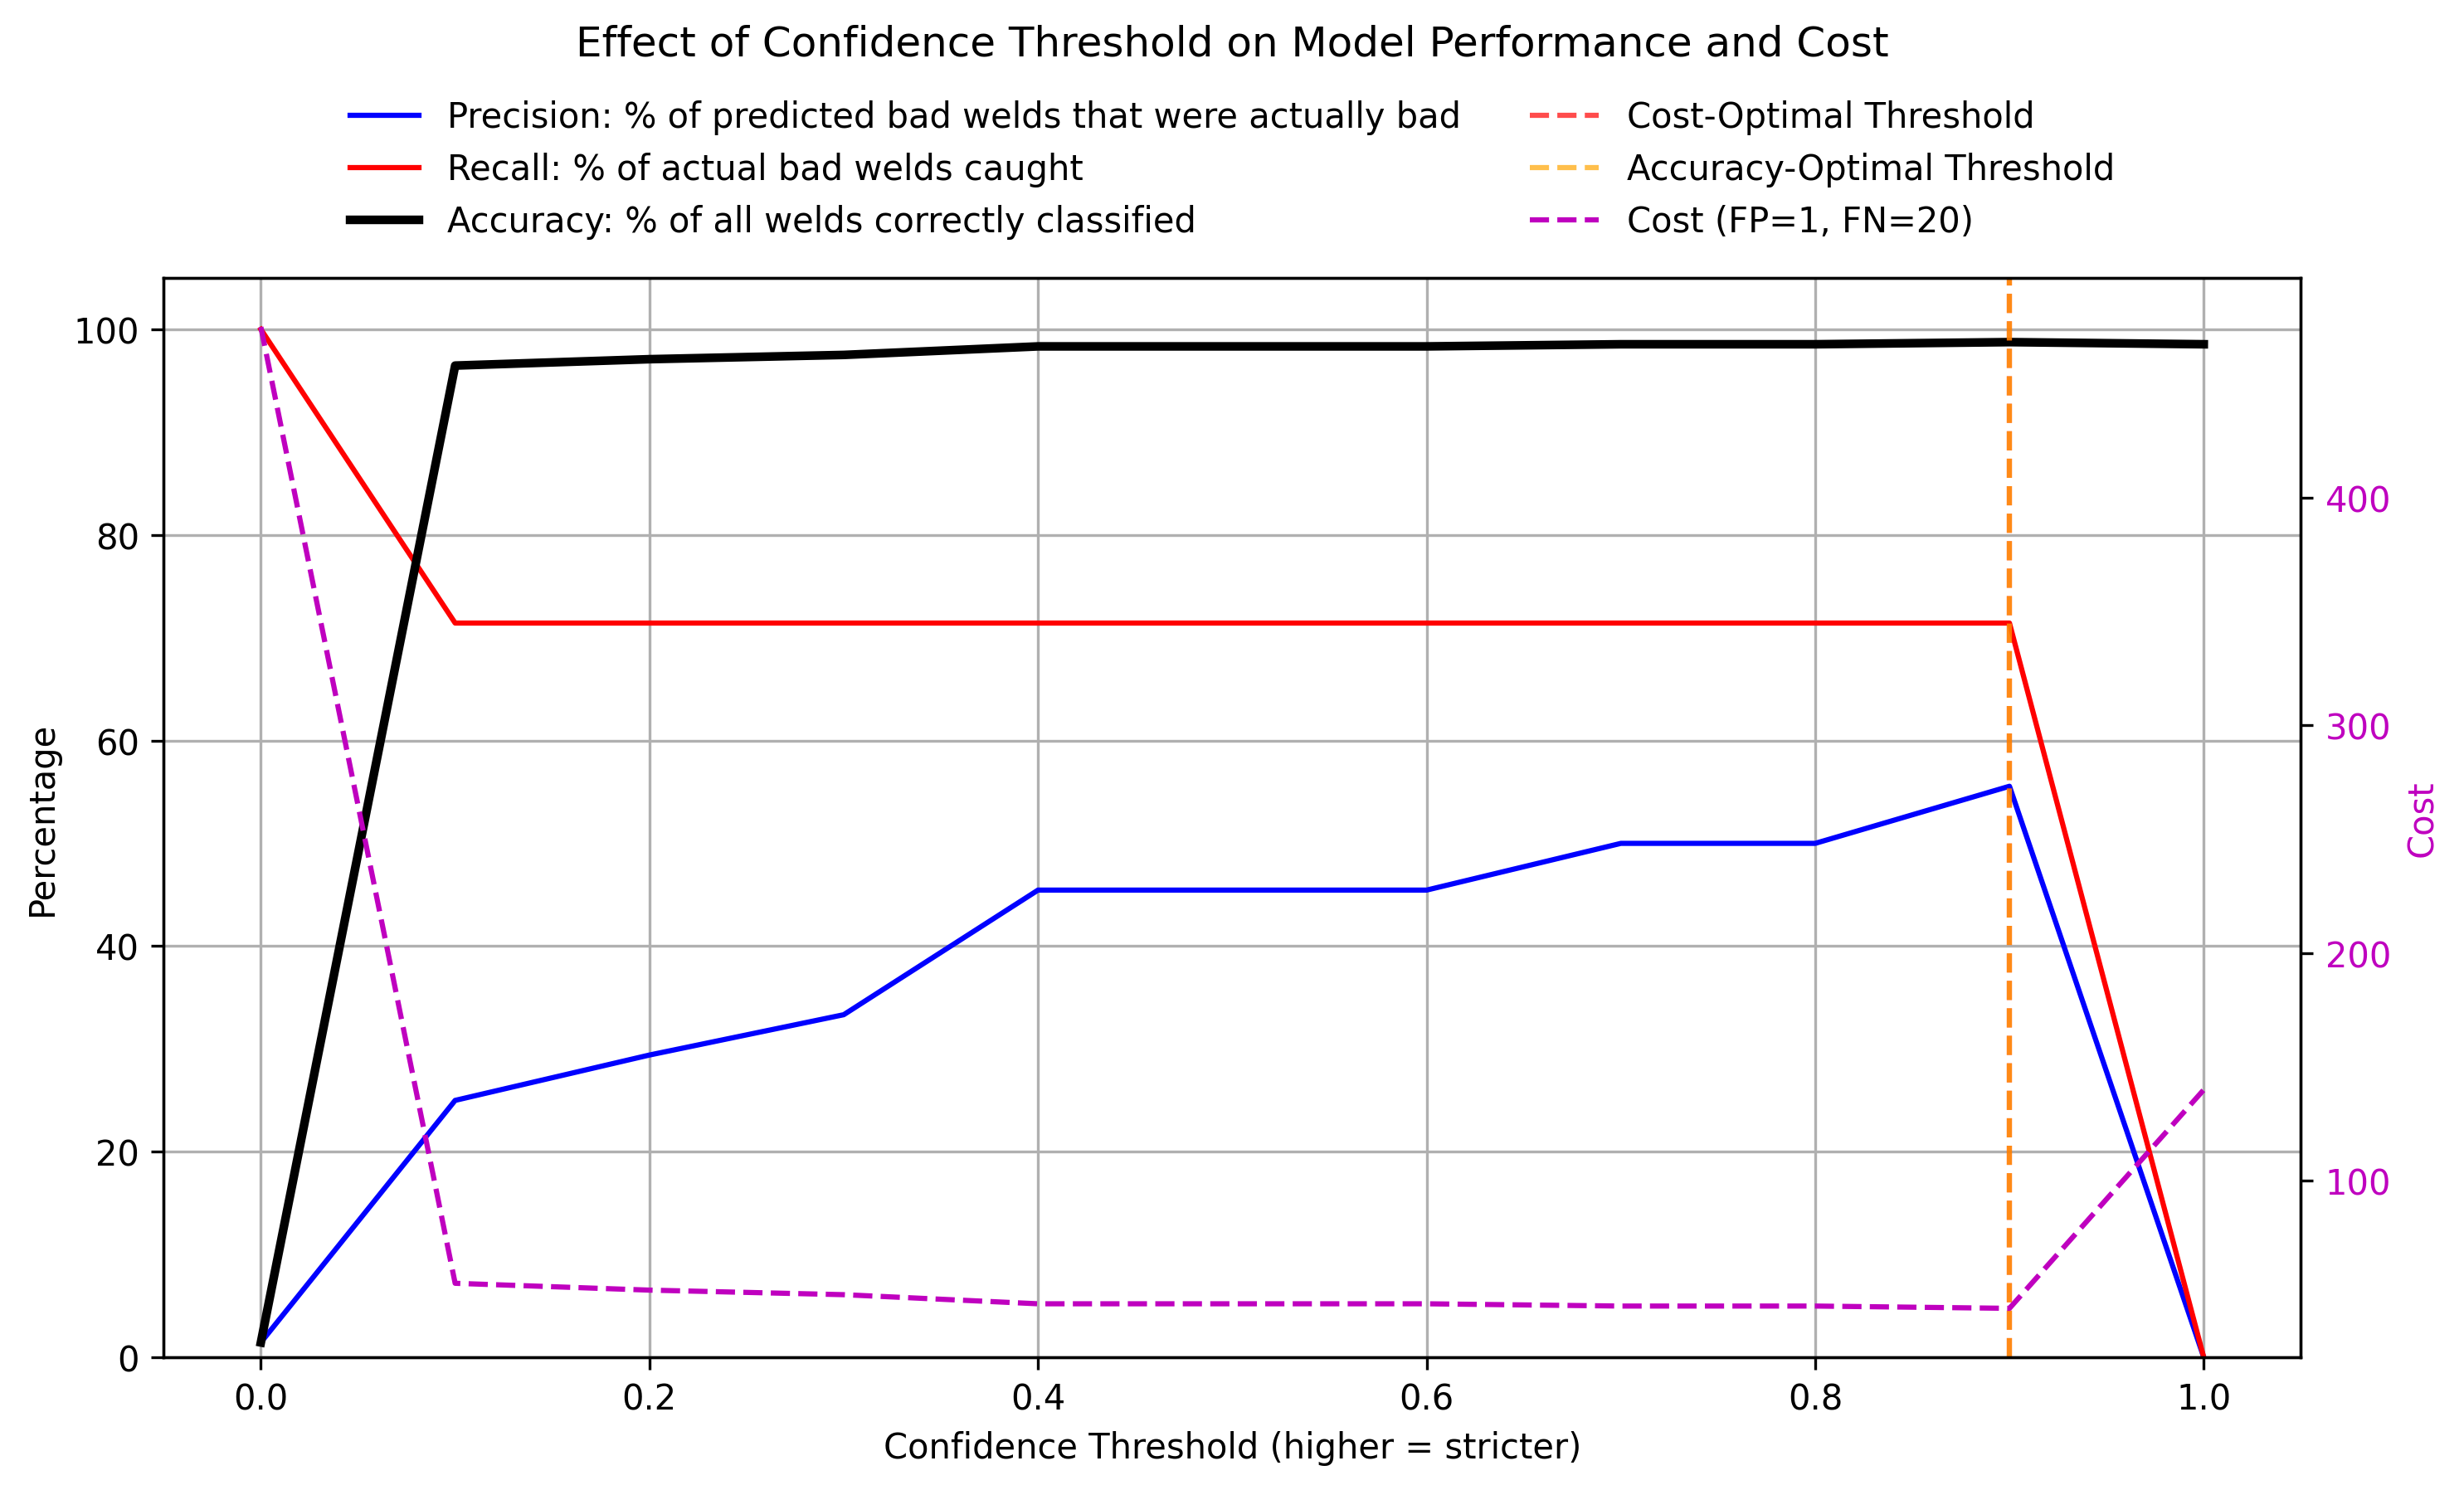 Effect of Confidence Threshold on Model Performance and Cost
Precision: % of predicted bad welds that were actually bad
Recall: % of actual bad welds caught
Accuracy: % of all welds correctly classified
Cost-Optimal Threshold
Accuracy-Optimal Threshold
Cost (FP=1, FN=20)
Percentage
100
80
60
40
20
0
0.0
0.2
0.4
0.6
0.8
1.0
Confidence Threshold (higher = stricter)
400
300
200
100
Cost